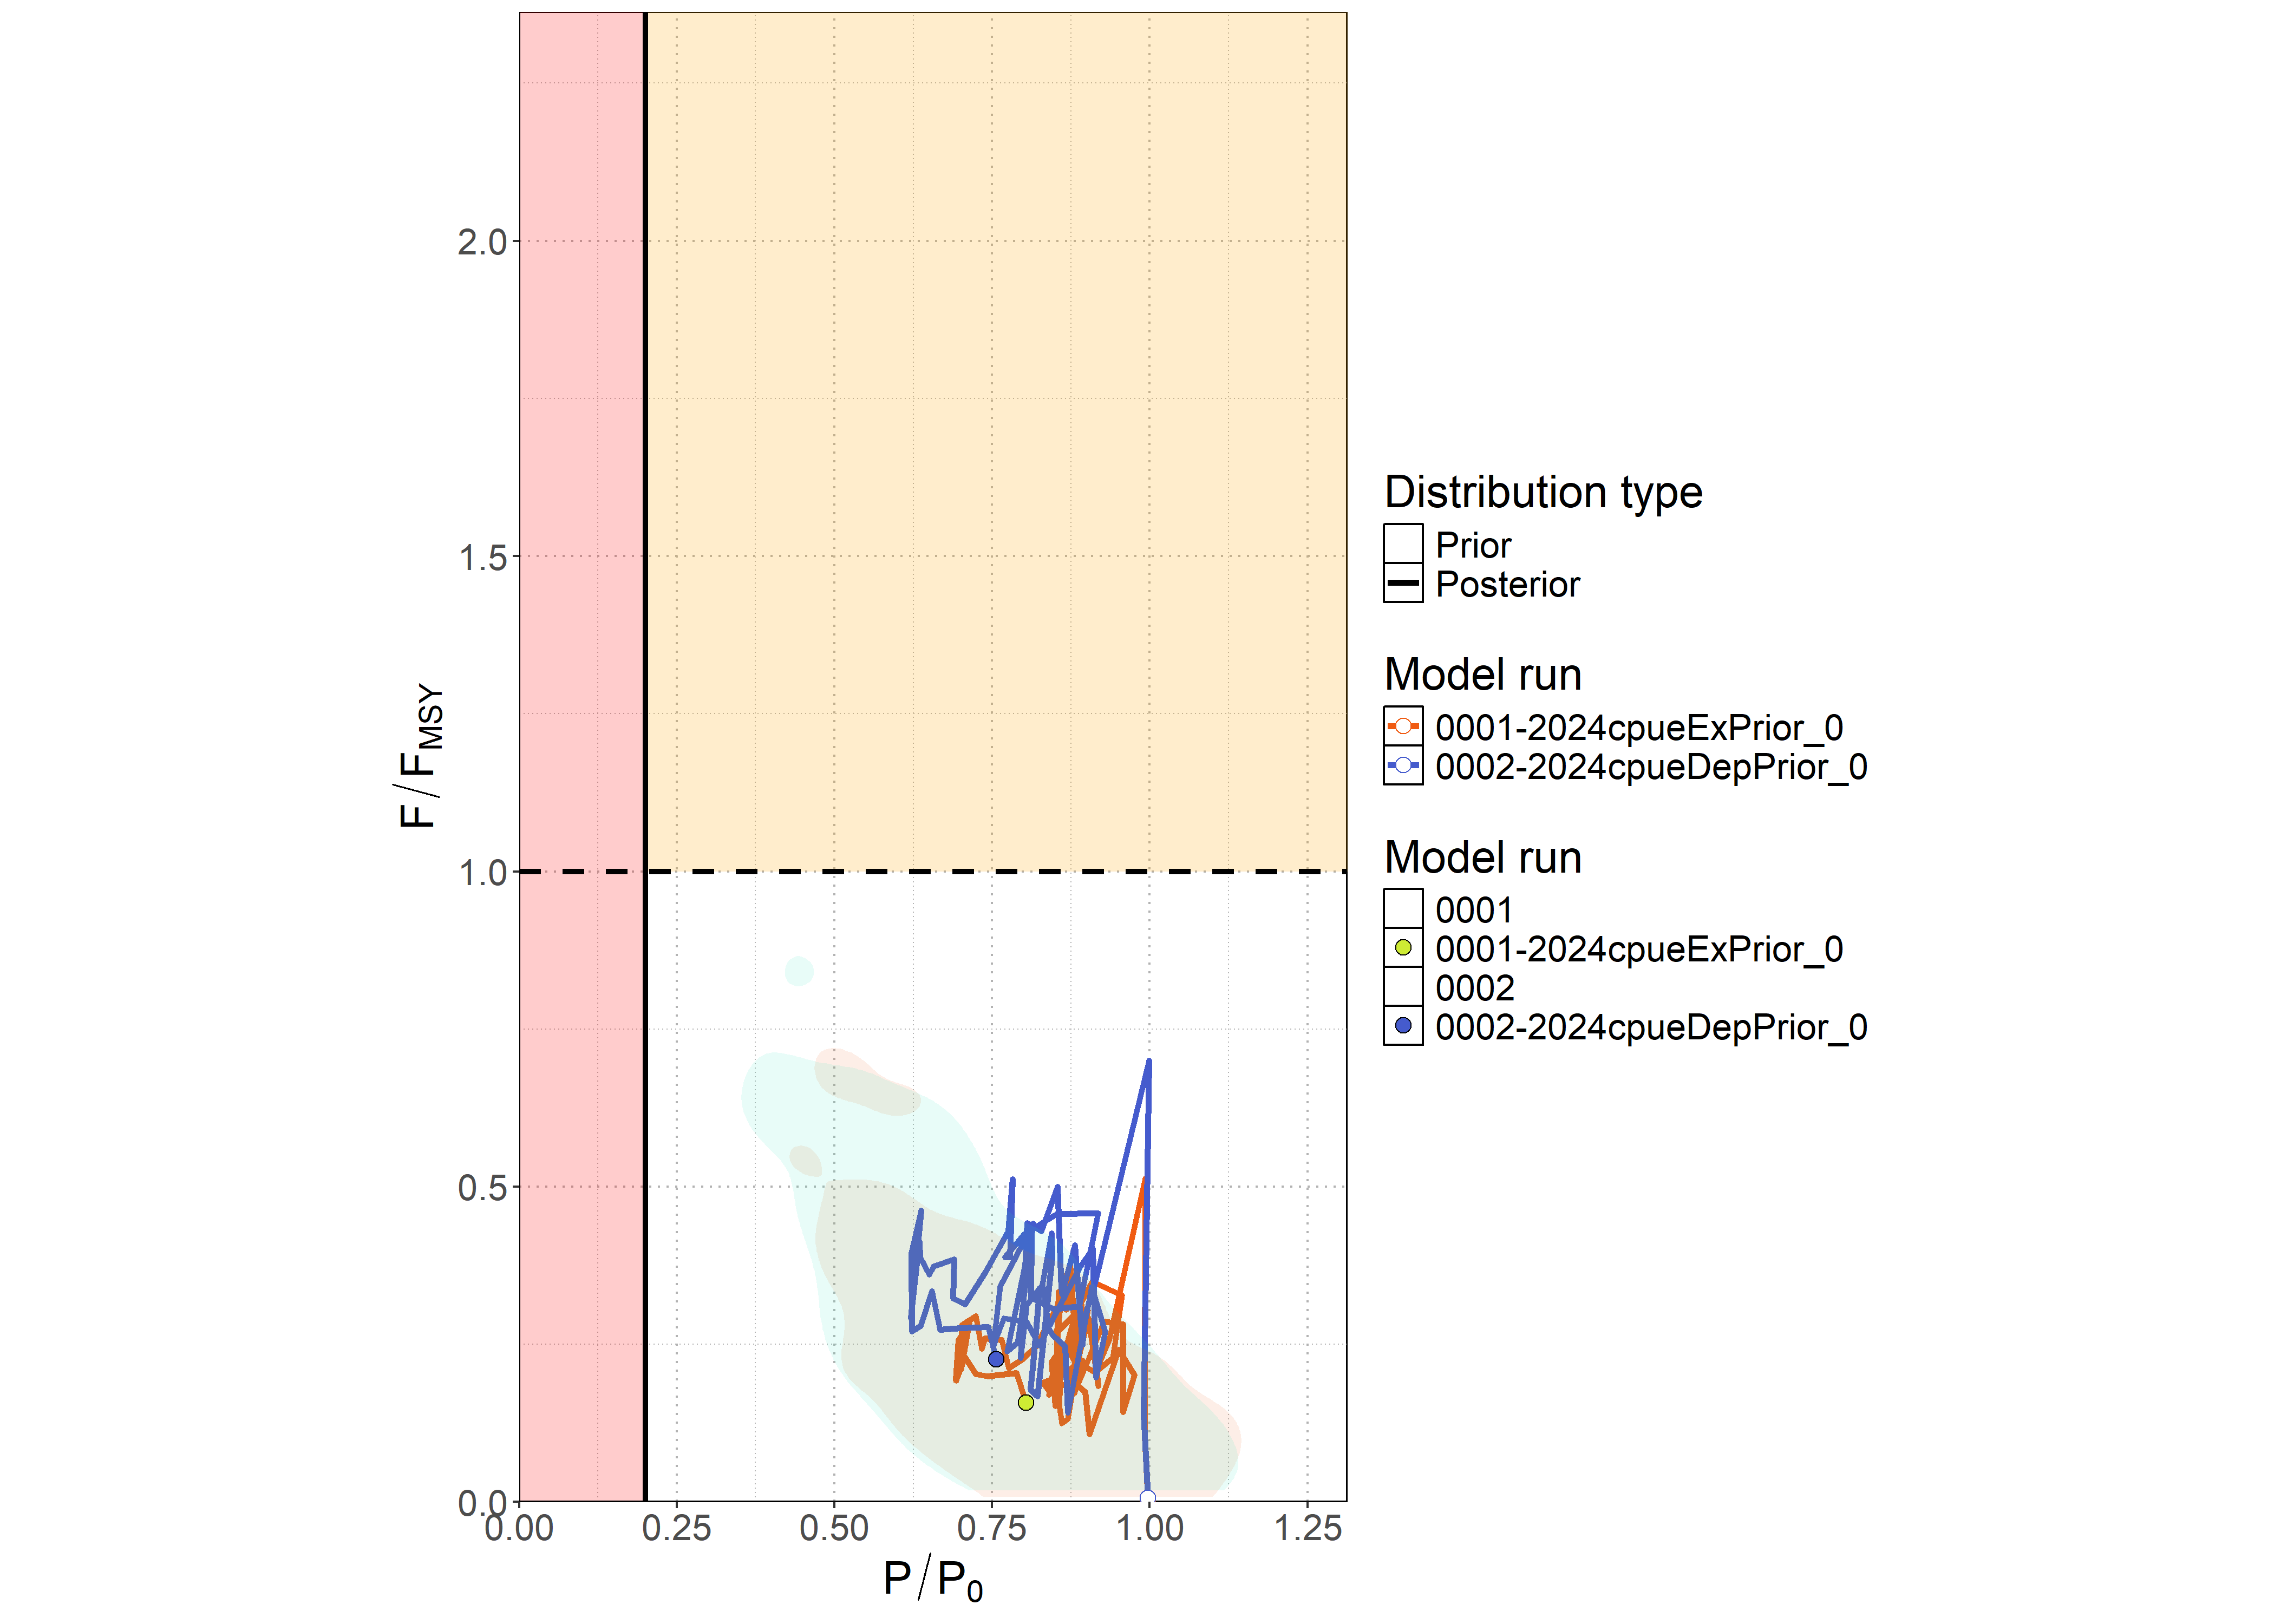 2.0
1.5
1.0
0.5
0.0
F/F_MSY
0.00 0.25 0.50 0.75 1.00 1.25
P/P_0
Distribution type
Prior
Posterior
Model run
0001-2024cpueExPrior_0
0002-2024cpueDepPrior_0
Model run
0001
0001-2024cpueExPrior_0
0002
0002-2024cpueDepPrior_0